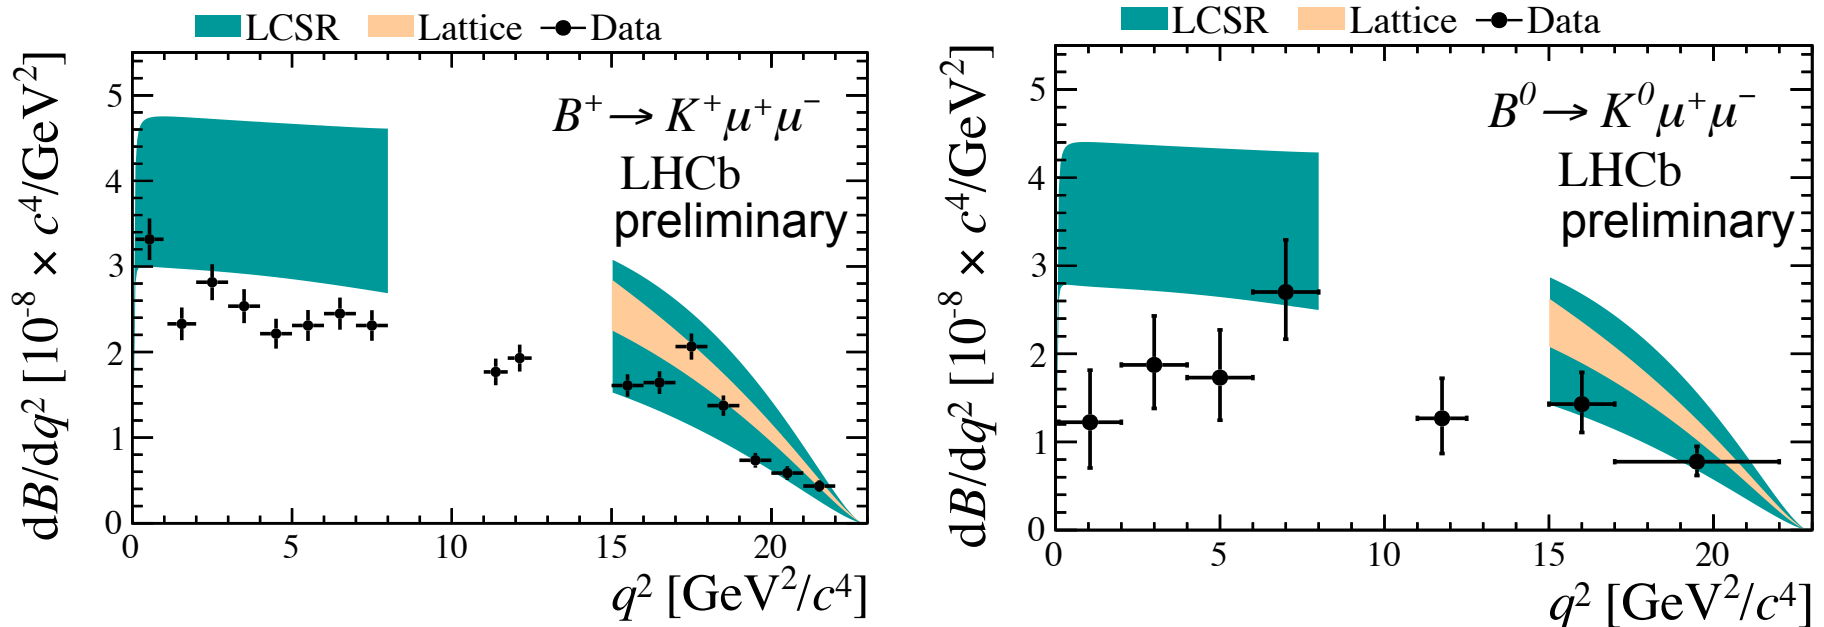 LCSR Lattice Data
dB/dq² [10⁻⁸ × c⁴/GeV²]
5
4
3
2
1
0
B⁺ → K⁺μ⁺μ⁻
LHCb
preliminary
0 5 10 15 20
q² [GeV²/c⁴]
LCSR Lattice Data
dB/dq² [10⁻⁸ × c⁴/GeV²]
5
4
3
2
1
0
B⁰ → K⁰μ⁺μ⁻
LHCb
preliminary
0 5 10 15 20
q² [GeV²/c⁴]